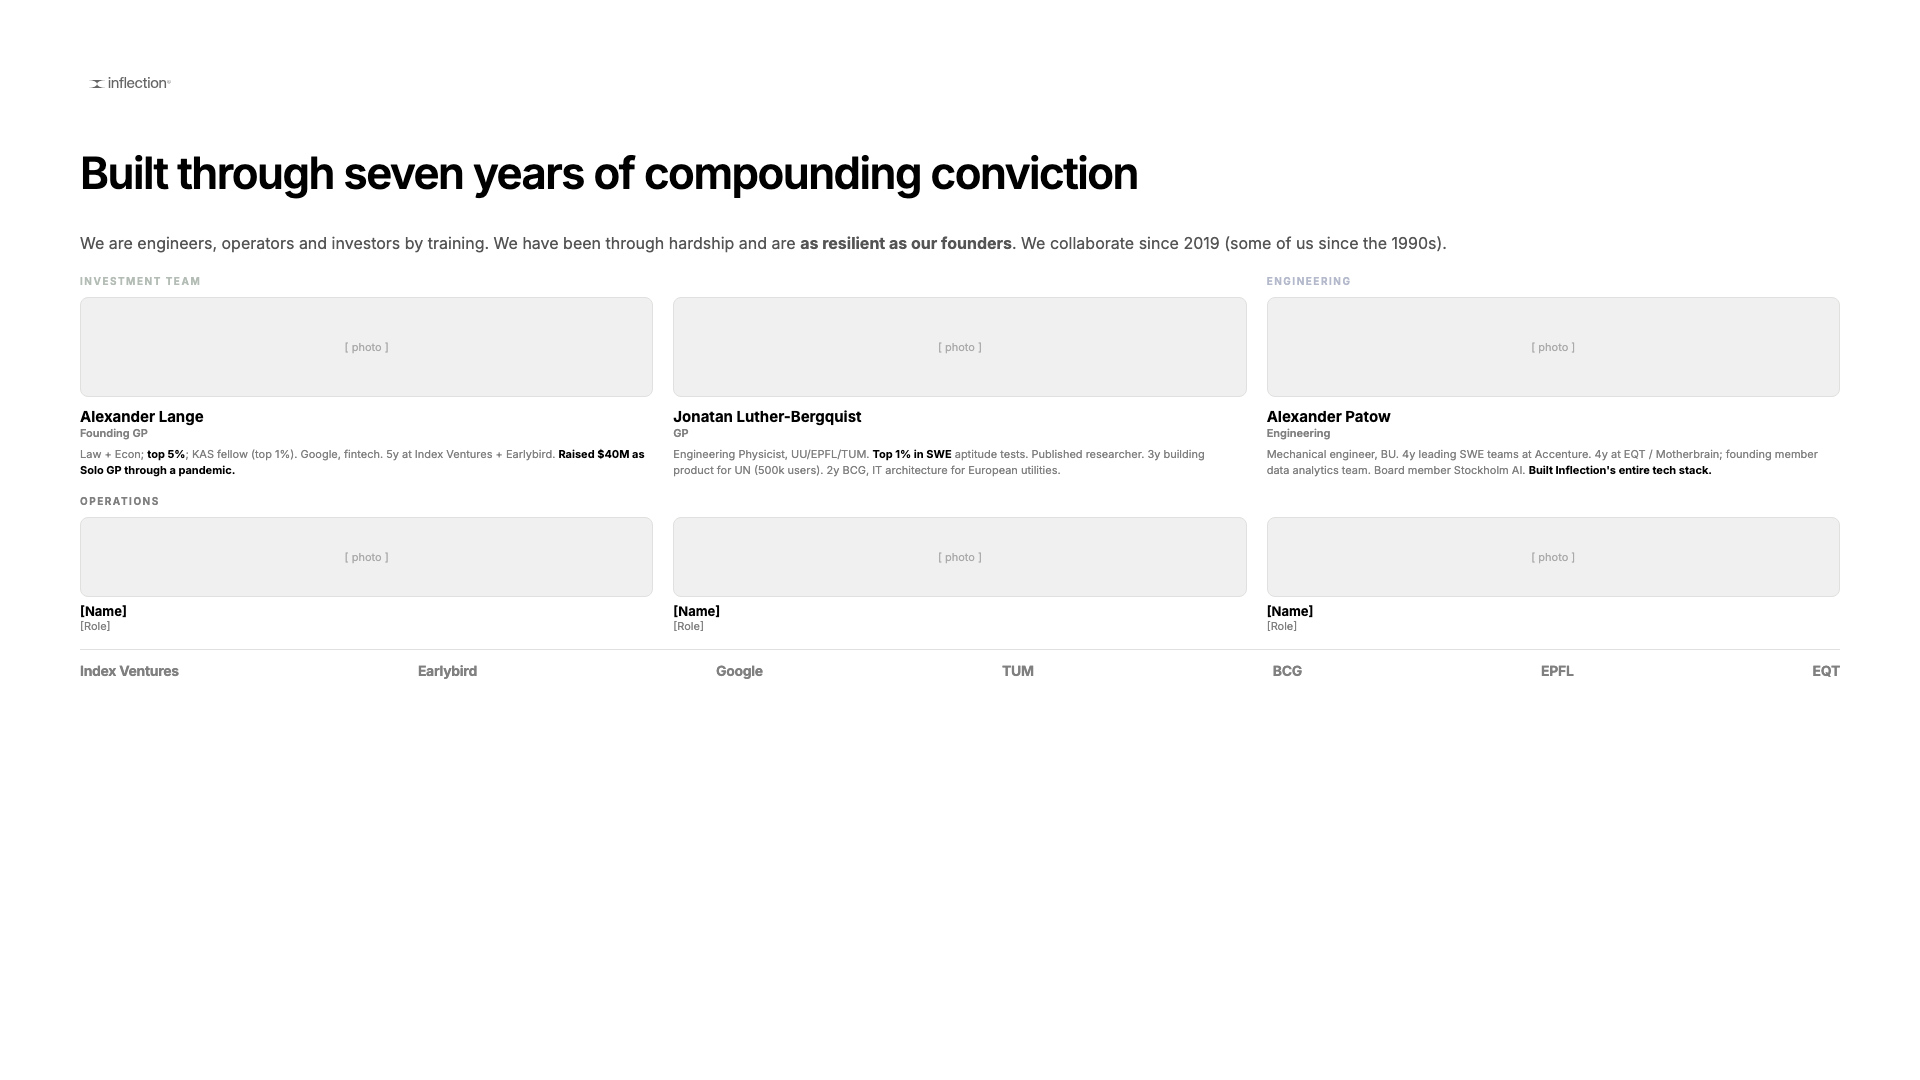 inflection®
Built through seven years of compounding conviction
We are engineers, operators and investors by training. We have been through hardship and are as resilient as our founders. We collaborate since 2019 (some of us since the 1990s).
INVESTMENT TEAM
ENGINEERING
[ photo ]
[ photo ]
[ photo ]
Alexander Lange
Founding GP
Law + Econ; top 5%; KAS fellow (top 1%). Google, fintech. 5y at Index Ventures + Earlybird. Raised $40M as
Solo GP through a pandemic.
Jonatan Luther-Bergquist
GP
Engineering Physicist, UU/EPFL/TUM. Top 1% in SWE aptitude tests. Published researcher. 3y building
product for UN (500k users). 2y BCG, IT architecture for European utilities.
Alexander Patow
Engineering
Mechanical engineer, BU. 4y leading SWE teams at Accenture. 4y at EQT / Motherbrain; founding member
data analytics team. Board member Stockholm AI. Built Inflection's entire tech stack.
OPERATIONS
[ photo ]
[ photo ]
[ photo ]
[Name]
[Role]
[Name]
[Role]
[Name]
[Role]
Index Ventures
Earlybird
Google
TUM
BCG
EPFL
EQT